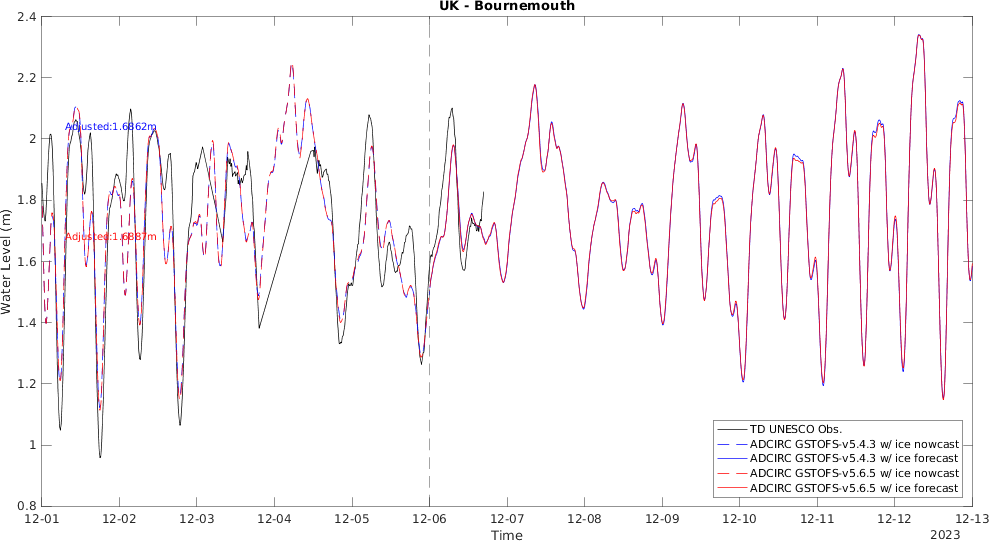 UK - Bournemouth
2.4
2.2
2
1.8
1.6
1.4
1.2
1
0.8
Water Level (m)
Adjusted:1.6862m
Adjusted:1.6887m
TD UNESCO Obs.
ADCIRC GSTOFS-v5.4.3 w/ ice nowcast
ADCIRC GSTOFS-v5.4.3 w/ ice forecast
ADCIRC GSTOFS-v5.6.5 w/ ice nowcast
ADCIRC GSTOFS-v5.6.5 w/ ice forecast
12-01 12-02 12-03 12-04 12-05 12-06 12-07 12-08 12-09 12-10 12-11 12-12 12-13
Time
2023